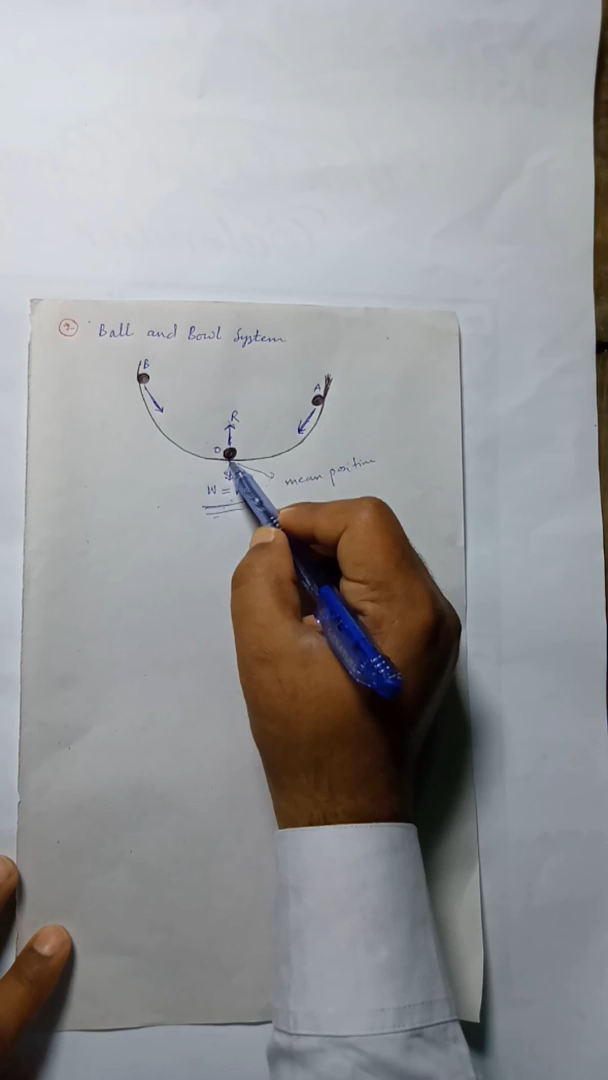 2- Ball and Bowl System
B
A
R
O
mean position
W =